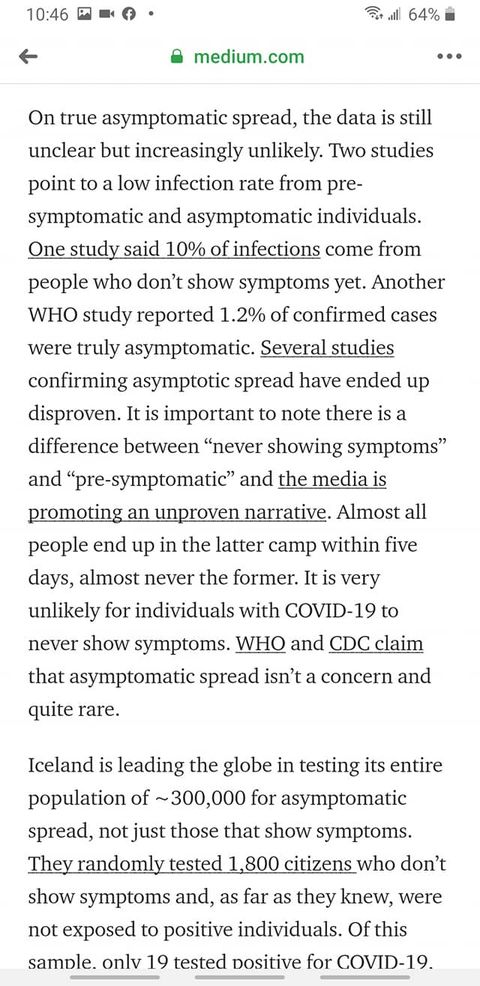 10:46
64%
medium.com
On true asymptomatic spread, the data is still
unclear but increasingly unlikely. Two studies
point to a low infection rate from pre-
symptomatic and asymptomatic individuals.
One study said 10% of infections come from
people who don’t show symptoms yet. Another
WHO study reported 1.2% of confirmed cases
were truly asymptomatic. Several studies
confirming asymptotic spread have ended up
disproven. It is important to note there is a
difference between “never showing symptoms”
and “pre-symptomatic” and the media is
promoting an unproven narrative. Almost all
people end up in the latter camp within five
days, almost never the former. It is very
unlikely for individuals with COVID-19 to
never show symptoms. WHO and CDC claim
that asymptomatic spread isn’t a concern and
quite rare.
Iceland is leading the globe in testing its entire
population of ~300,000 for asymptomatic
spread, not just those that show symptoms.
They randomly tested 1,800 citizens who don’t
show symptoms and, as far as they knew, were
not exposed to positive individuals. Of this
sample, only 19 tested positive for COVID-19,